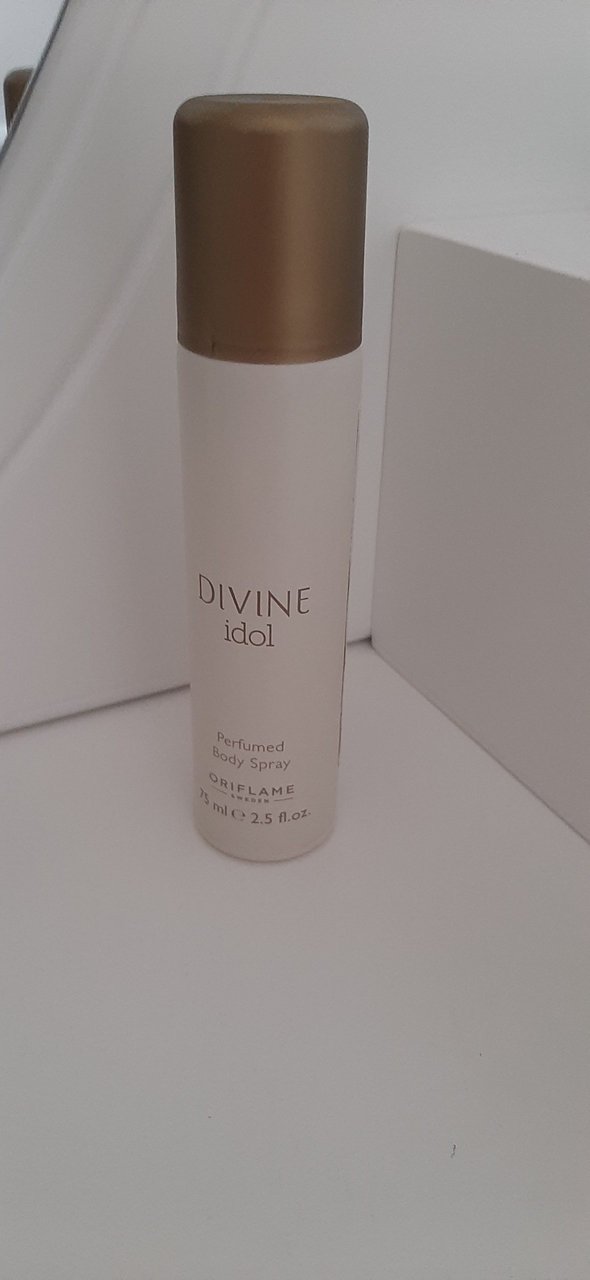 DIVINE
idol
Perfumed
Body Spray
ORIFLAME
SWEDEN
75 ml ℮ 2.5 fl.oz.